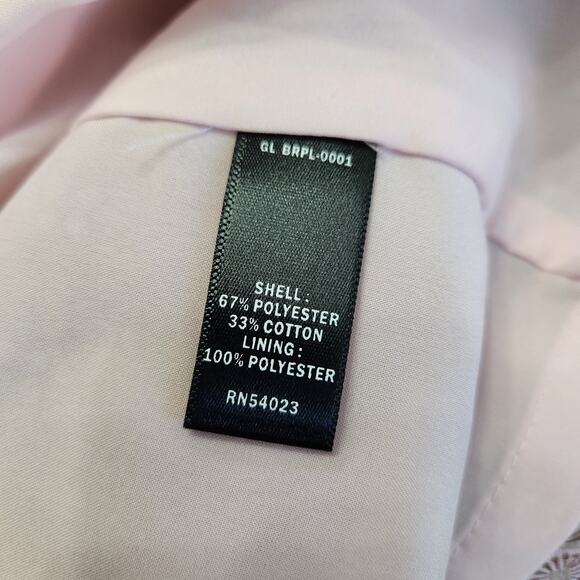 GL BRPL-0001
SHELL:
67% POLYESTER
33% COTTON
LINING:
100% POLYESTER
RN54023